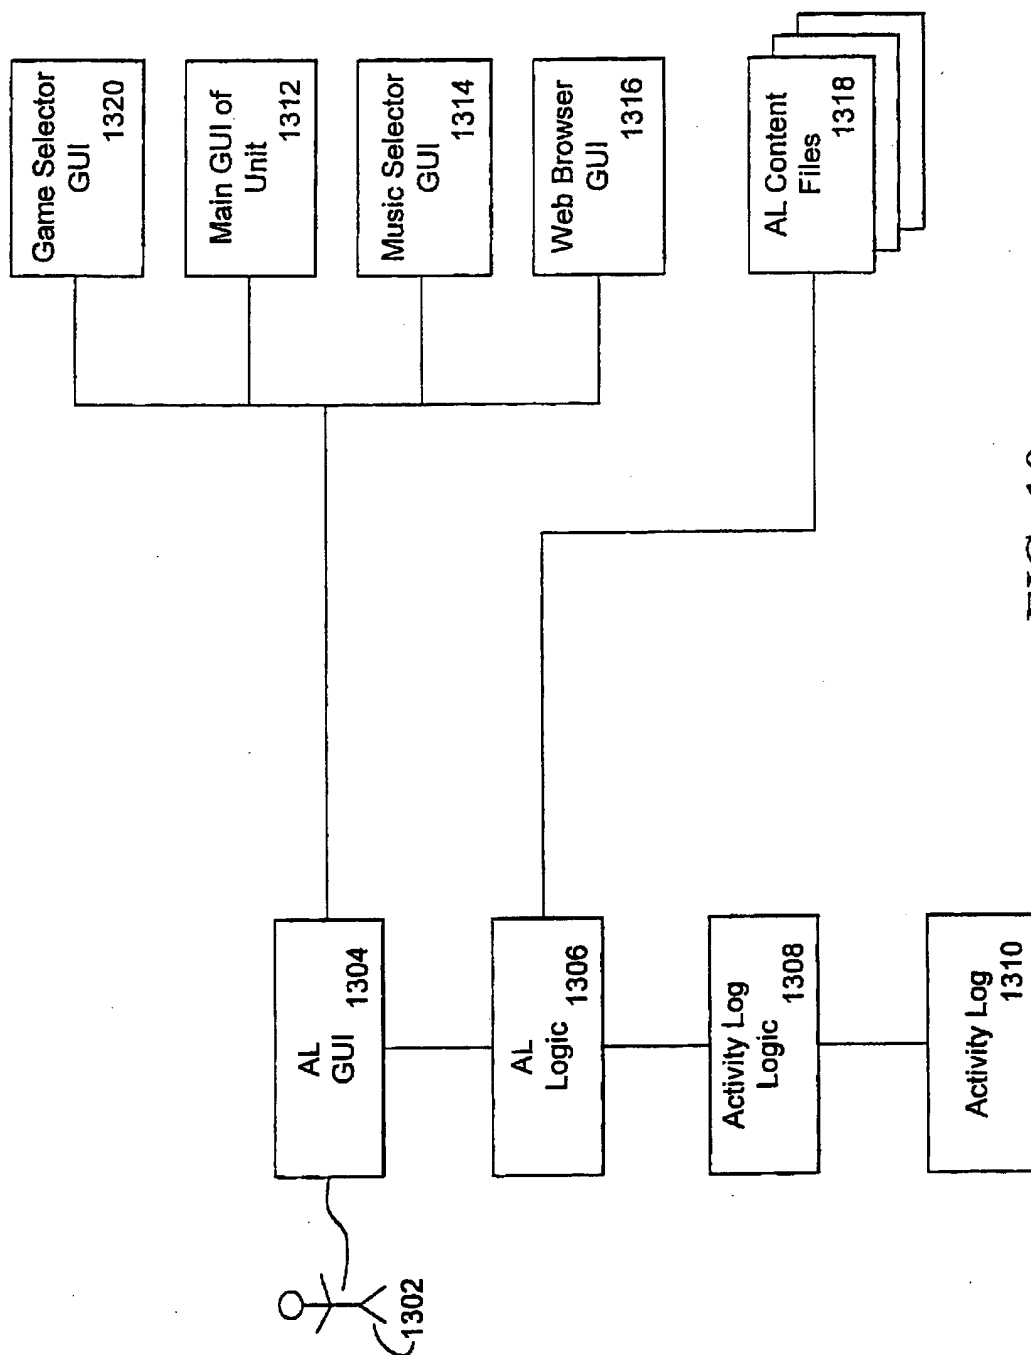 Game Selector
GUI
1320
Main GUI of
Unit
1312
Music Selector
GUI
1314
Web Browser
GUI
1316
AL Content
Files
1318
AL
GUI
1304
AL
Logic
1306
Activity Log
Logic
1308
Activity Log
1310
1302